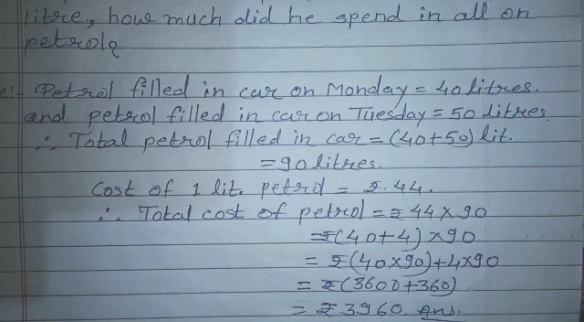 litre, how much did he spend in all on
petrol?
e:- Petrol filled in car on Monday = 40 litres.
and petrol filled in car on Tuesday = 50 litres
∴ Total petrol filled in car = (40+50) lit.
= 90 litres.
Cost of 1 lit. petrol = ₹.44.
∴ Total cost of petrol = ₹ 44 × 90
= ₹(40+4) × 90
= ₹(40×90)+4×90
= ₹(3600+360)
= ₹ 3960. Ans.